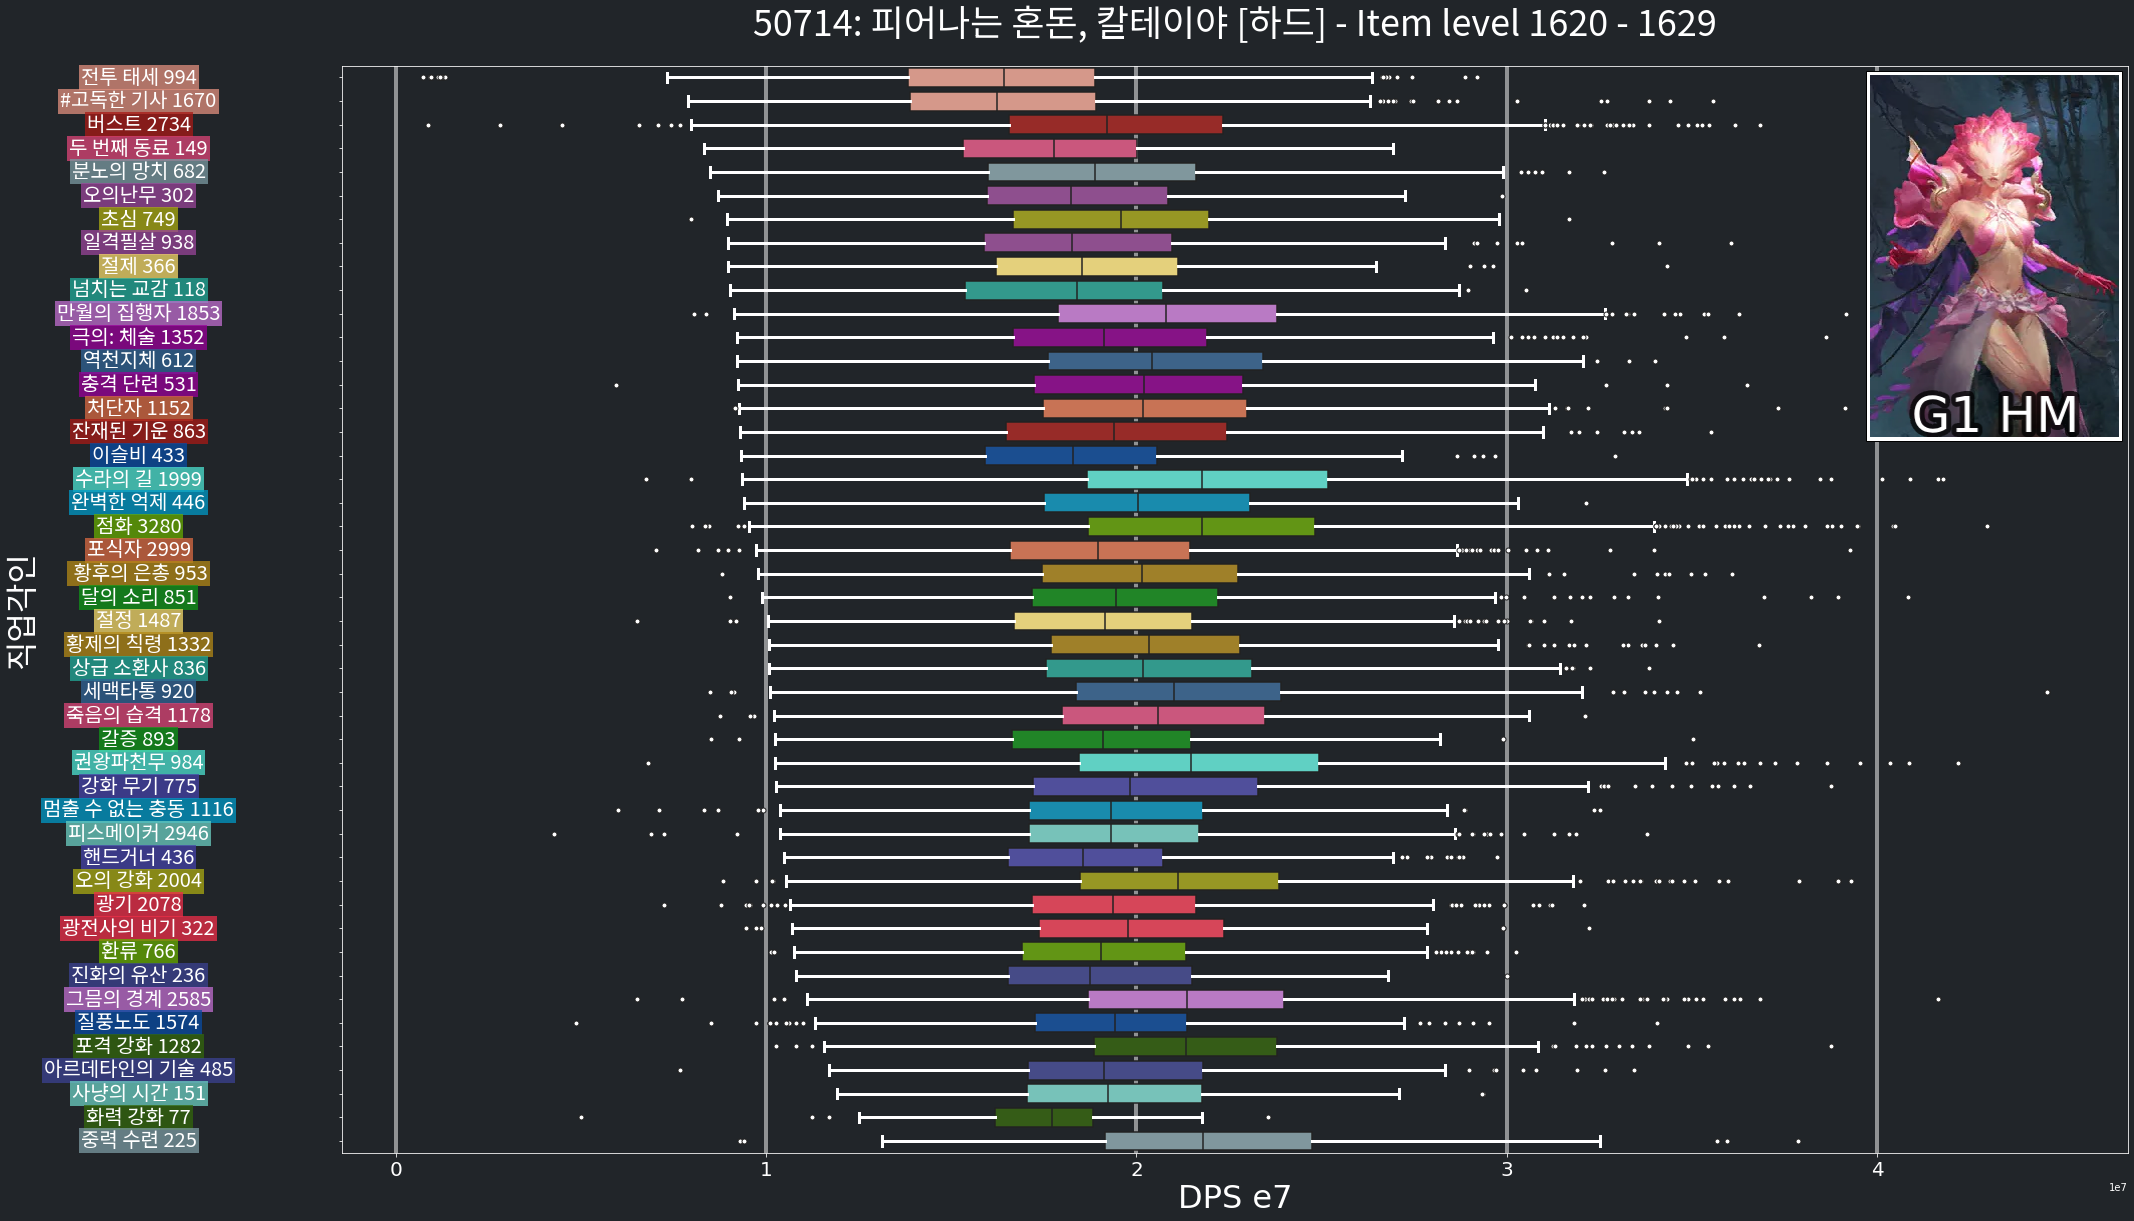 50714: 피어나는 혼돈, 칼테이야 [하드] - Item level 1620 - 1629
전투 태세 994
#고독한 기사 1670
버스트 2734
두 번째 동료 149
분노의 망치 682
오의난무 302
초심 749
일격필살 938
절제 366
넘치는 교감 118
만월의 집행자 1853
극의: 체술 1352
역천지체 612
충격 단련 531
처단자 1152
잔재된 기운 863
이슬비 433
수라의 길 1999
완벽한 억제 446
점화 3280
포식자 2999
황후의 은총 953
달의 소리 851
절정 1487
황제의 칙령 1332
상급 소환사 836
세맥타통 920
죽음의 습격 1178
갈증 893
권왕파천무 984
강화 무기 775
멈출 수 없는 충동 1116
피스메이커 2946
핸드거너 436
오의 강화 2004
광기 2078
광전사의 비기 322
환류 766
진화의 유산 236
그믐의 경계 2585
질풍노도 1574
포격 강화 1282
아르데타인의 기술 485
사냥의 시간 151
화력 강화 77
중력 수련 225
직업각인
G1 HM
0 1 2 3 4
DPS e7
1e7